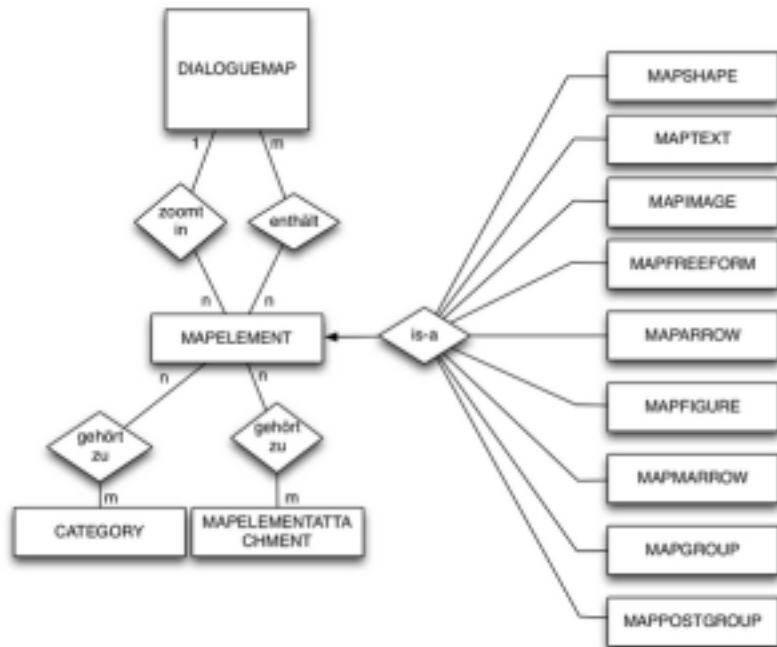 DIALOGUEMAP
1
m
zoomt
in
enthält
n
n
MAPELEMENT
is-a
n
n
gehört
zu
gehört
zu
m
m
CATEGORY
MAPELEMENTATTA
CHMENT
MAPSHAPE
MAPTEXT
MAPIMAGE
MAPFREEFORM
MAPARROW
MAPFIGURE
MAPMARROW
MAPGROUP
MAPPOSTGROUP